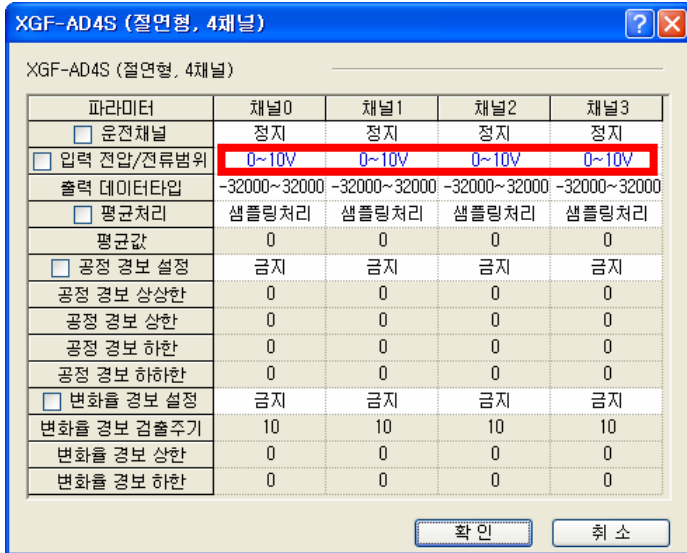 XGF-AD4S (절연형, 4채널)
XGF-AD4S (절연형, 4채널)
파라미터 채널0 채널1 채널2 채널3
운전채널 정지 정지 정지 정지
입력 전압/전류범위 0~10V 0~10V 0~10V 0~10V
출력 데이터타입 -32000~32000 -32000~32000 -32000~32000 -32000~32000
평균처리 샘플링처리 샘플링처리 샘플링처리 샘플링처리
평균값 0 0 0 0
공정 경보 설정 금지 금지 금지 금지
공정 경보 상상한 0 0 0 0
공정 경보 상한 0 0 0 0
공정 경보 하한 0 0 0 0
공정 경보 하하한 0 0 0 0
변화율 경보 설정 금지 금지 금지 금지
변화율 경보 검출주기 10 10 10 10
변화율 경보 상한 0 0 0 0
변화율 경보 하한 0 0 0 0
확인 취소